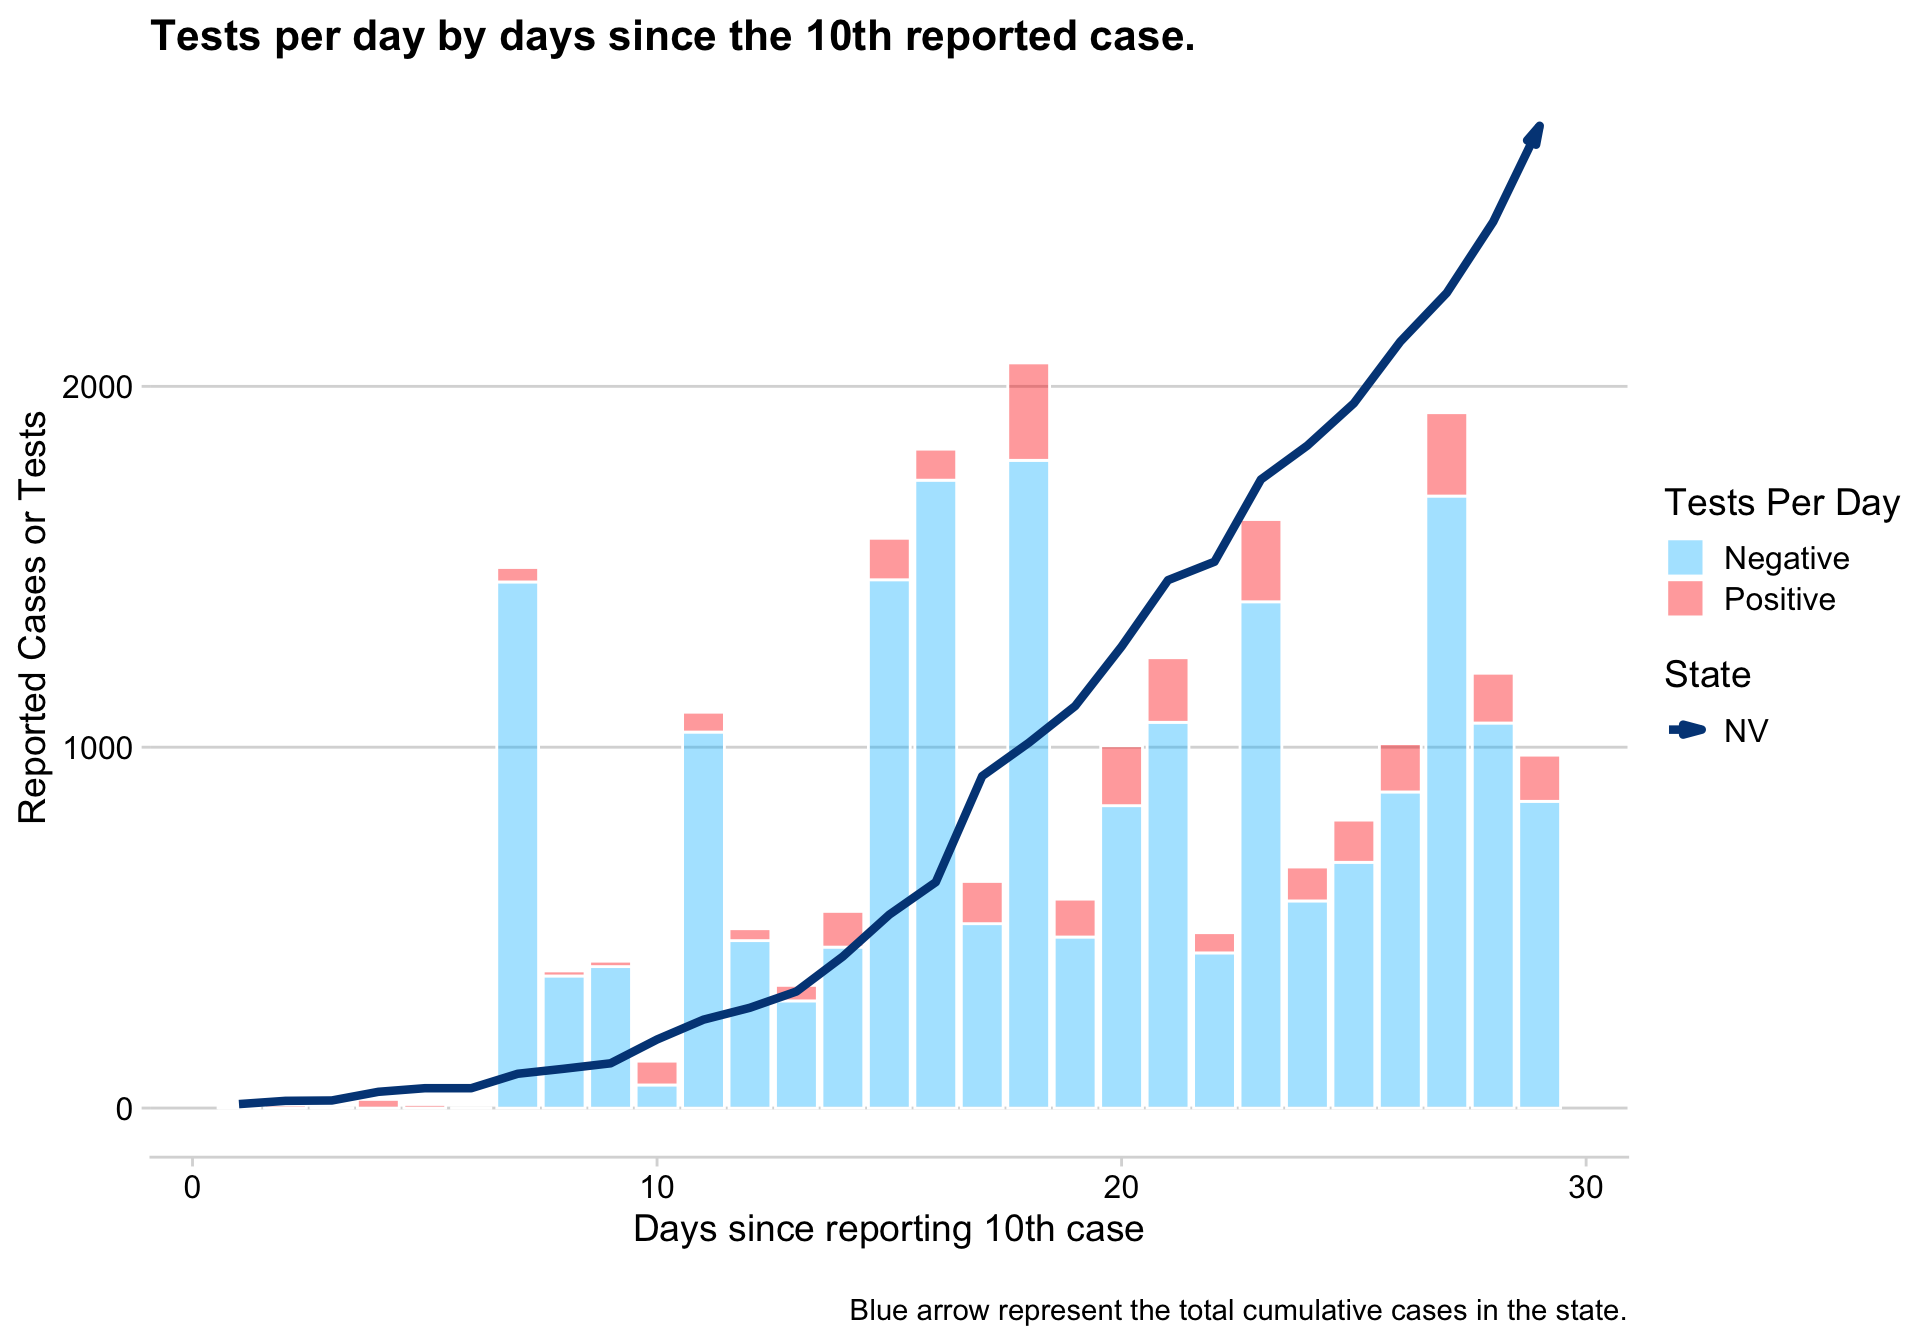 Tests per day by days since the 10th reported case.
Reported Cases or Tests
2000
1000
0
0
10
20
30
Days since reporting 10th case
Tests Per Day
Negative
Positive
State
NV
Blue arrow represent the total cumulative cases in the state.